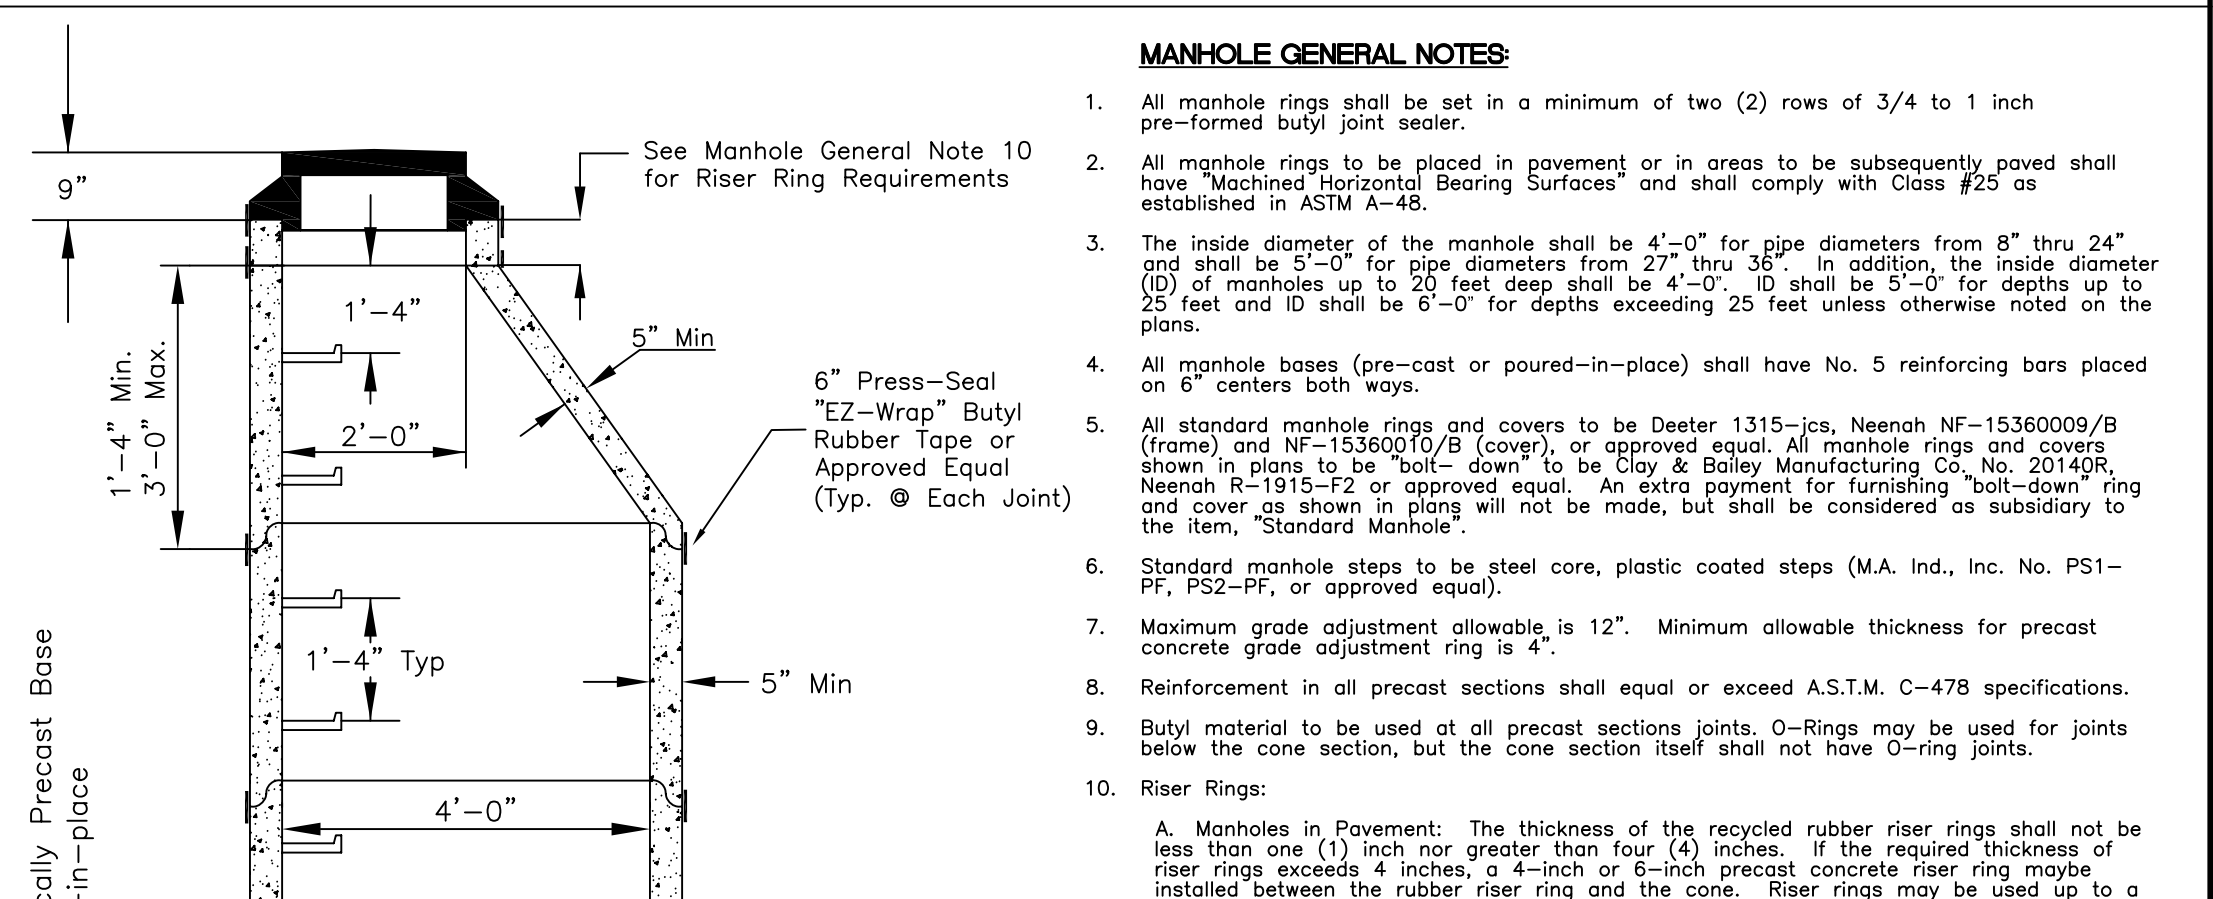 9"
See Manhole General Note 10
for Riser Ring Requirements
1'-4"
5" Min
1'-4" Min.
3'-0" Max.
2'-0"
6" Press-Seal
"EZ-Wrap" Butyl
Rubber Tape or
Approved Equal
(Typ. @ Each Joint)
1'-4" Typ
5" Min
4'-0"
cally Precast Base
-in-place
MANHOLE GENERAL NOTES:
1. All manhole rings shall be set in a minimum of two (2) rows of 3/4 to 1 inch
pre-formed butyl joint sealer.
2. All manhole rings to be placed in pavement or in areas to be subsequently paved shall
have "Machined Horizontal Bearing Surfaces" and shall comply with Class #25 as
established in ASTM A-48.
3. The inside diameter of the manhole shall be 4'-0" for pipe diameters from 8" thru 24"
and shall be 5'-0" for pipe diameters from 27" thru 36". In addition, the inside diameter
(ID) of manholes up to 20 feet deep shall be 4'-0". ID shall be 5'-0" for depths up to
25 feet and ID shall be 6'-0" for depths exceeding 25 feet unless otherwise noted on the
plans.
4. All manhole bases (pre-cast or poured-in-place) shall have No. 5 reinforcing bars placed
on 6" centers both ways.
5. All standard manhole rings and covers to be Deeter 1315-jcs, Neenah NF-15360009/B
(frame) and NF-15360010/B (cover), or approved equal. All manhole rings and covers
shown in plans to be "bolt- down" to be Clay & Bailey Manufacturing Co. No. 20140R,
Neenah R-1915-F2 or approved equal. An extra payment for furnishing "bolt-down" ring
and cover as shown in plans will not be made, but shall be considered as subsidiary to
the item, "Standard Manhole".
6. Standard manhole steps to be steel core, plastic coated steps (M.A. Ind., Inc. No. PS1-
PF, PS2-PF, or approved equal).
7. Maximum grade adjustment allowable is 12". Minimum allowable thickness for precast
concrete grade adjustment ring is 4".
8. Reinforcement in all precast sections shall equal or exceed A.S.T.M. C-478 specifications.
9. Butyl material to be used at all precast sections joints. O-Rings may be used for joints
below the cone section, but the cone section itself shall not have O-ring joints.
10. Riser Rings:
A. Manholes in Pavement: The thickness of the recycled rubber riser rings shall not be
less than one (1) inch nor greater than four (4) inches. If the required thickness of
riser rings exceeds 4 inches, a 4-inch or 6-inch precast concrete riser ring maybe
installed between the rubber riser ring and the cone. Riser rings may be used up to a